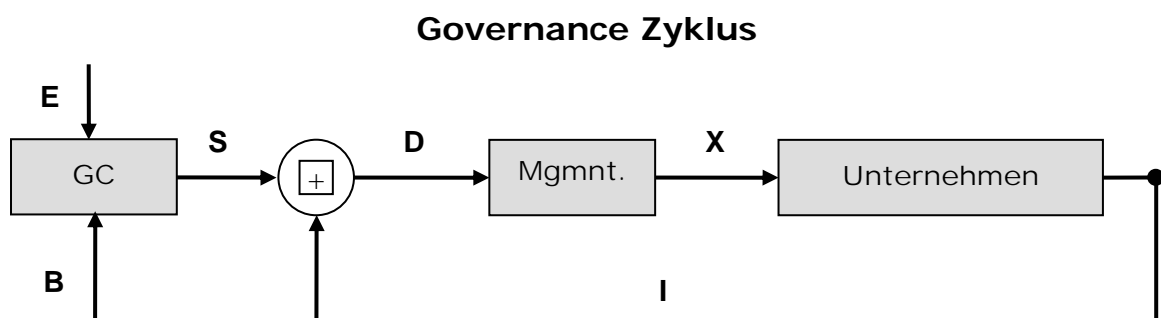 Governance Zyklus
E
S
D
X
GC
+
Mgmnt.
Unternehmen
B
I